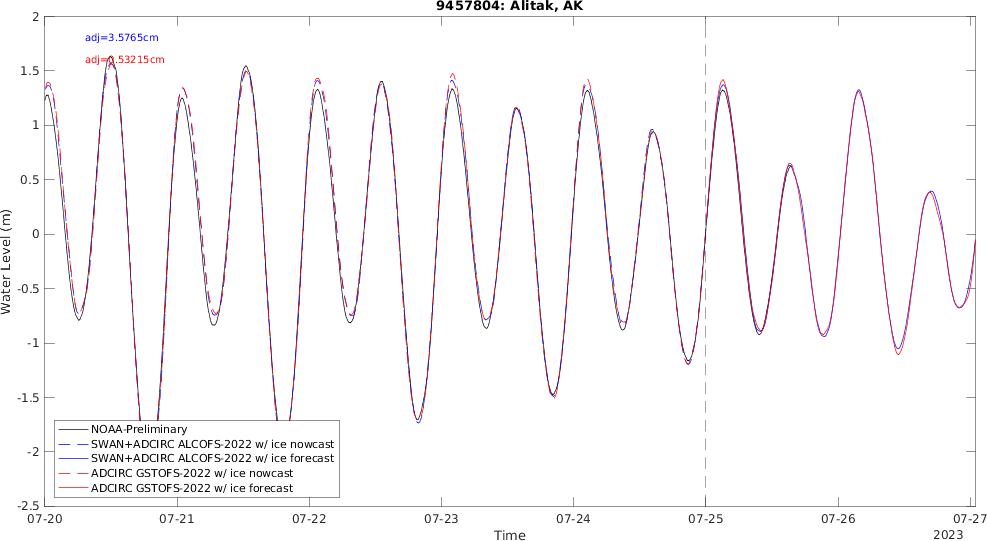 9457804: Alitak, AK
2
adj=3.5765cm
1.5
1
0.5
0
-0.5
-1
-1.5
-2
-2.5
Water Level (m)
NOAA-Preliminary
SWAN+ADCIRC ALCOFS-2022 w/ ice nowcast
SWAN+ADCIRC ALCOFS-2022 w/ ice forecast
ADCIRC GSTOFS-2022 w/ ice nowcast
ADCIRC GSTOFS-2022 w/ ice forecast
07-20
07-21
07-22
07-23
07-24
07-25
07-26
07-27
Time
2023